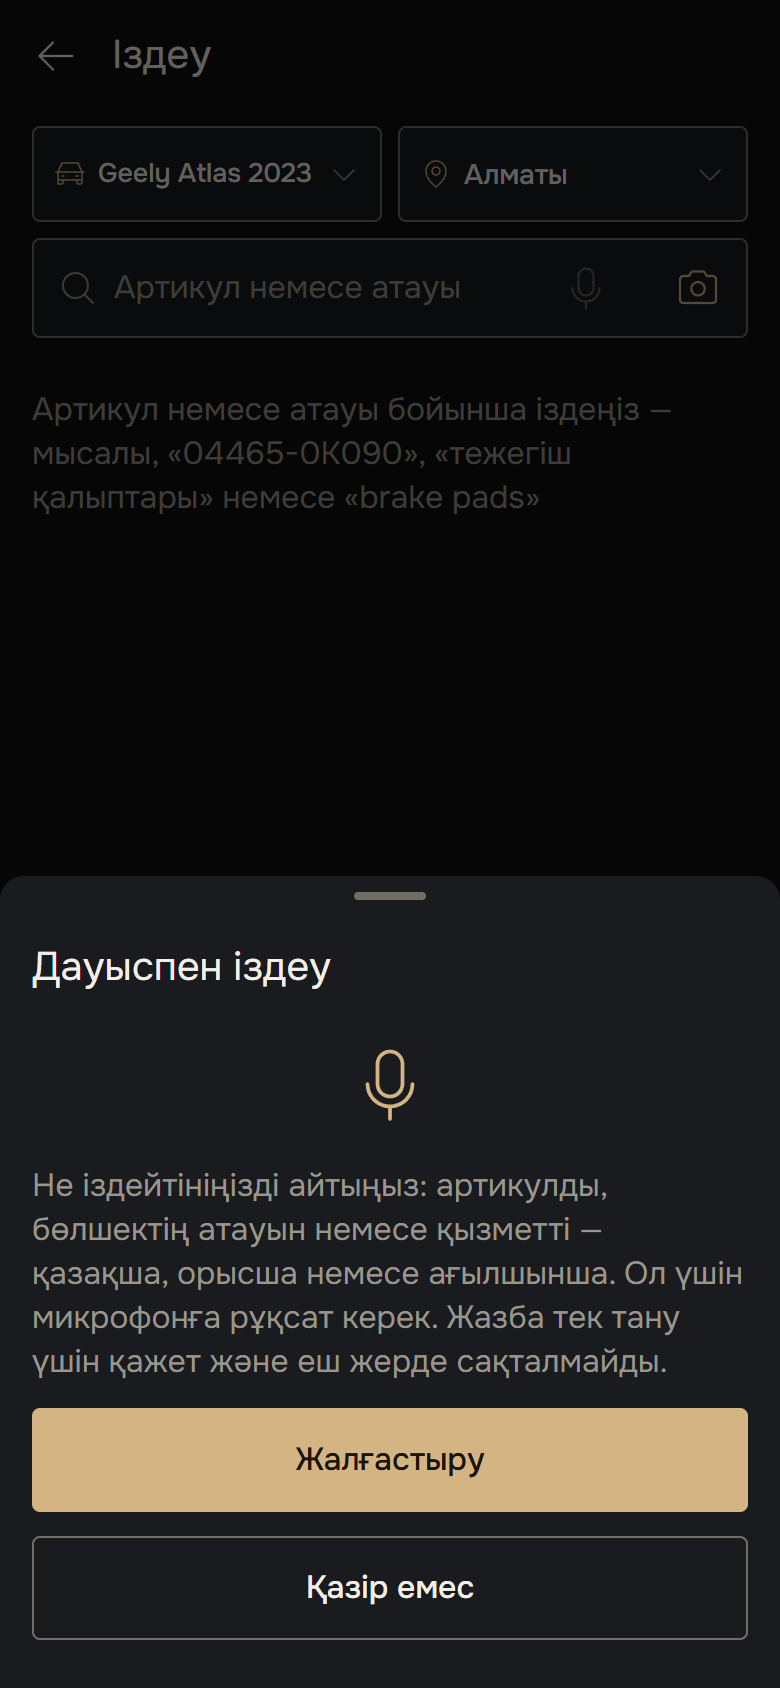 Іздеу
Geely Atlas 2023
Алматы
Артикул немесе атауы
Артикул немесе атауы бойынша іздеңіз —
мысалы, «04465-0K090», «тежегіш
қалыптары» немесе «brake pads»
Дауыспен іздеу
Не іздейтініңізді айтыңыз: артикулды,
бөлшектің атауын немесе қызметті —
қазақша, орысша немесе ағылшынша. Ол үшін
микрофонға рұқсат керек. Жазба тек тану
үшін қажет және еш жерде сақталмайды.
Жалғастыру
Қазір емес